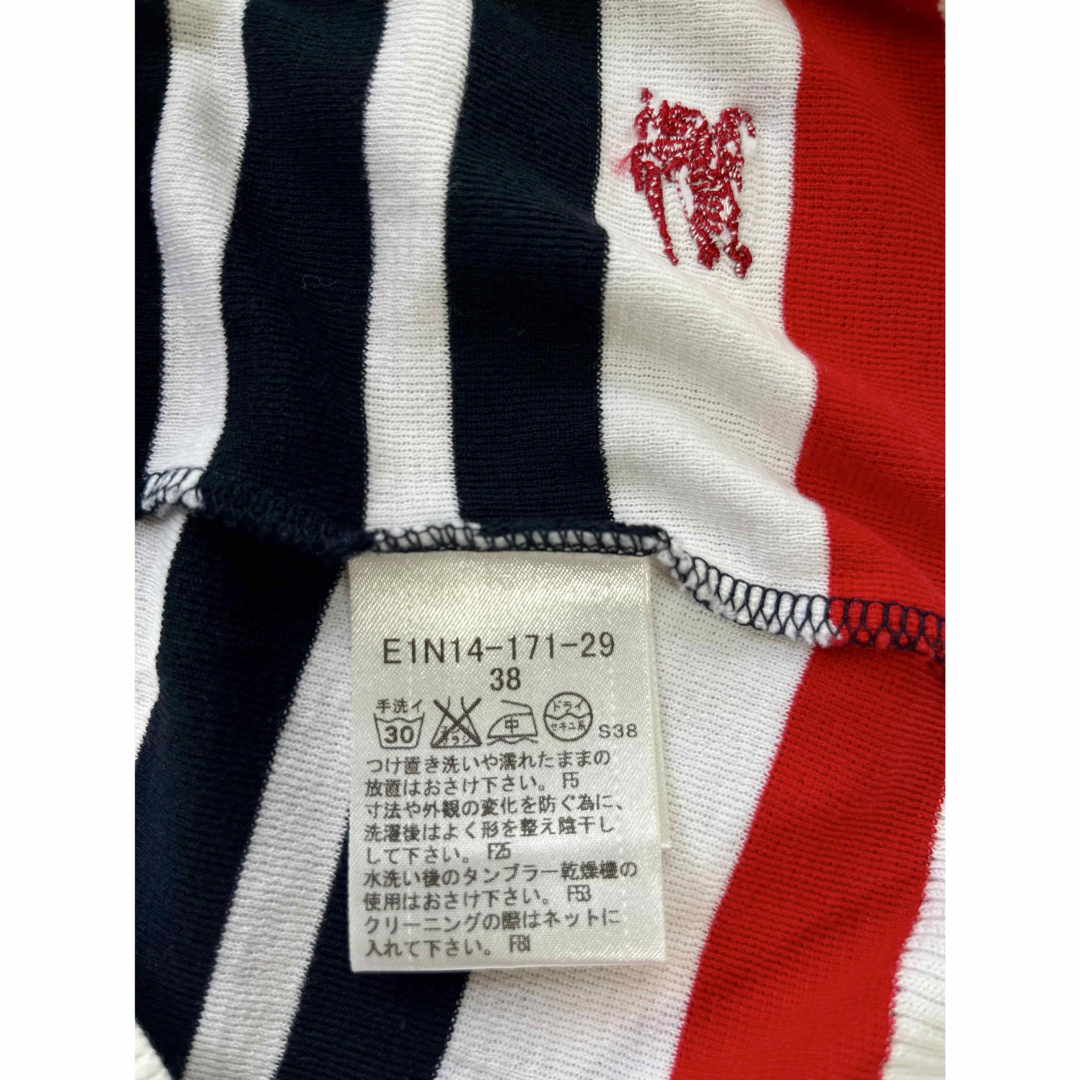 E1N14-171-29
38
手洗イ
30
中
ドライ
セキユ系
S38
つけ置き洗いや濡れたままの
放置はおさけ下さい。F5
寸法や外観の変化を防ぐ為に、
洗濯後はよく形を整え陰干し
して下さい。F25
水洗い後のタンブラー乾燥機の
使用はおさけ下さい。F53
クリーニングの際はネットに
入れて下さい。F81